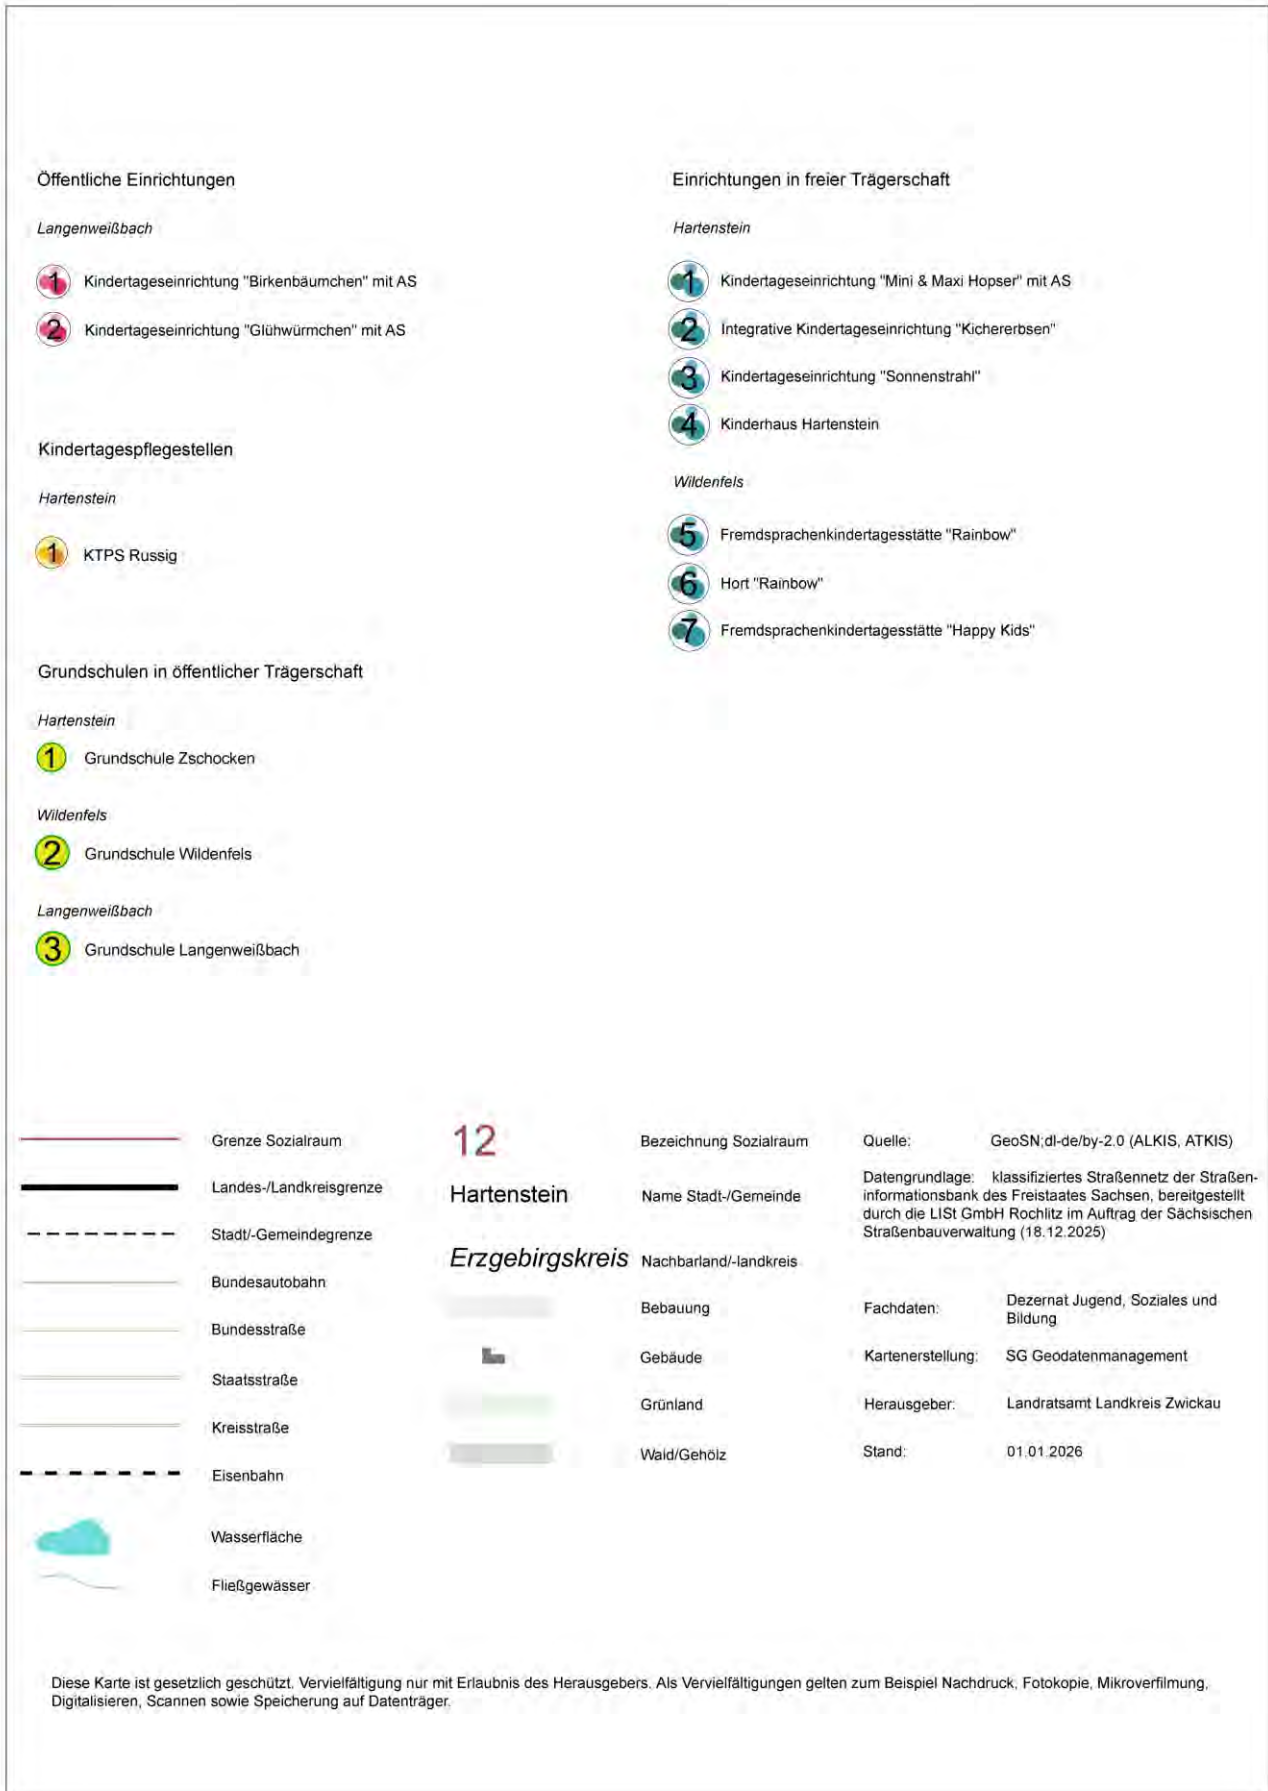 Öffentliche Einrichtungen
Langenweißbach
1 Kindertageseinrichtung "Birkenbäumchen" mit AS
2 Kindertageseinrichtung "Glühwürmchen" mit AS
Kindertagespflegestellen
Hartenstein
1 KTPS Russig
Grundschulen in öffentlicher Trägerschaft
Hartenstein
1 Grundschule Zschocken
Wildenfels
2 Grundschule Wildenfels
Langenweißbach
3 Grundschule Langenweißbach
Einrichtungen in freier Trägerschaft
Hartenstein
1 Kindertageseinrichtung "Mini & Maxi Hopser" mit AS
2 Integrative Kindertageseinrichtung "Kichererbsen"
3 Kindertageseinrichtung "Sonnenstrahl"
4 Kinderhaus Hartenstein
Wildenfels
5 Fremdsprachenkindertagesstätte "Rainbow"
6 Hort "Rainbow"
7 Fremdsprachenkindertagesstätte "Happy Kids"
Grenze Sozialraum
Landes-/Landkreisgrenze
Stadt/-Gemeindegrenze
Bundesautobahn
Bundesstraße
Staatsstraße
Kreisstraße
Eisenbahn
Wasserfläche
Fließgewässer
12 Bezeichnung Sozialraum
Hartenstein Name Stadt-/Gemeinde
Erzgebirgskreis Nachbarland/-landkreis
Bebauung
Gebäude
Grünland
Wald/Gehölz
Quelle: GeoSN;dl-de/by-2.0 (ALKIS, ATKIS)
Datengrundlage: klassifiziertes Straßennetz der Straßen-
informationsbank des Freistaates Sachsen, bereitgestellt
durch die LISt GmbH Rochlitz im Auftrag der Sächsischen
Straßenbauverwaltung (18.12.2025)
Fachdaten: Dezernat Jugend, Soziales und
Bildung
Kartenerstellung: SG Geodatenmanagement
Herausgeber: Landratsamt Landkreis Zwickau
Stand: 01.01.2026
Diese Karte ist gesetzlich geschützt. Vervielfältigung nur mit Erlaubnis des Herausgebers. Als Vervielfältigungen gelten zum Beispiel Nachdruck, Fotokopie, Mikroverfilmung,
Digitalisieren, Scannen sowie Speicherung auf Datenträger.